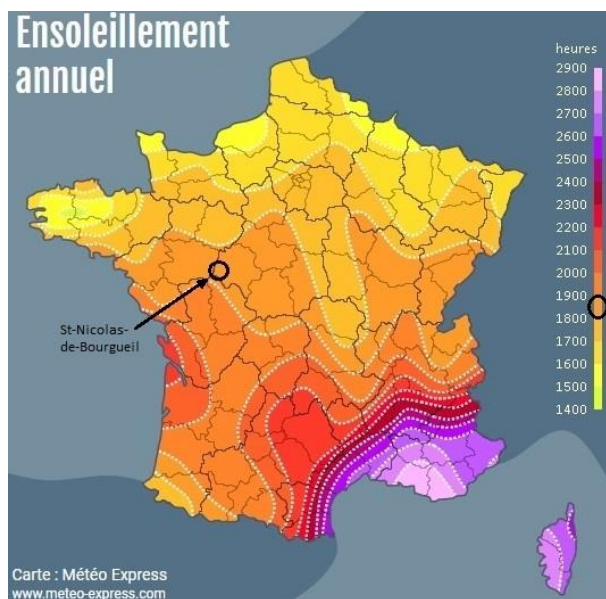 Ensoleillement
annuel
heures
2900
2800
2700
2600
2500
2400
2300
2200
2100
2000
1900
1800
1700
1600
1500
1400
St-Nicolas-
de-Bourgueil
Carte : Météo Express
www.meteo-express.com